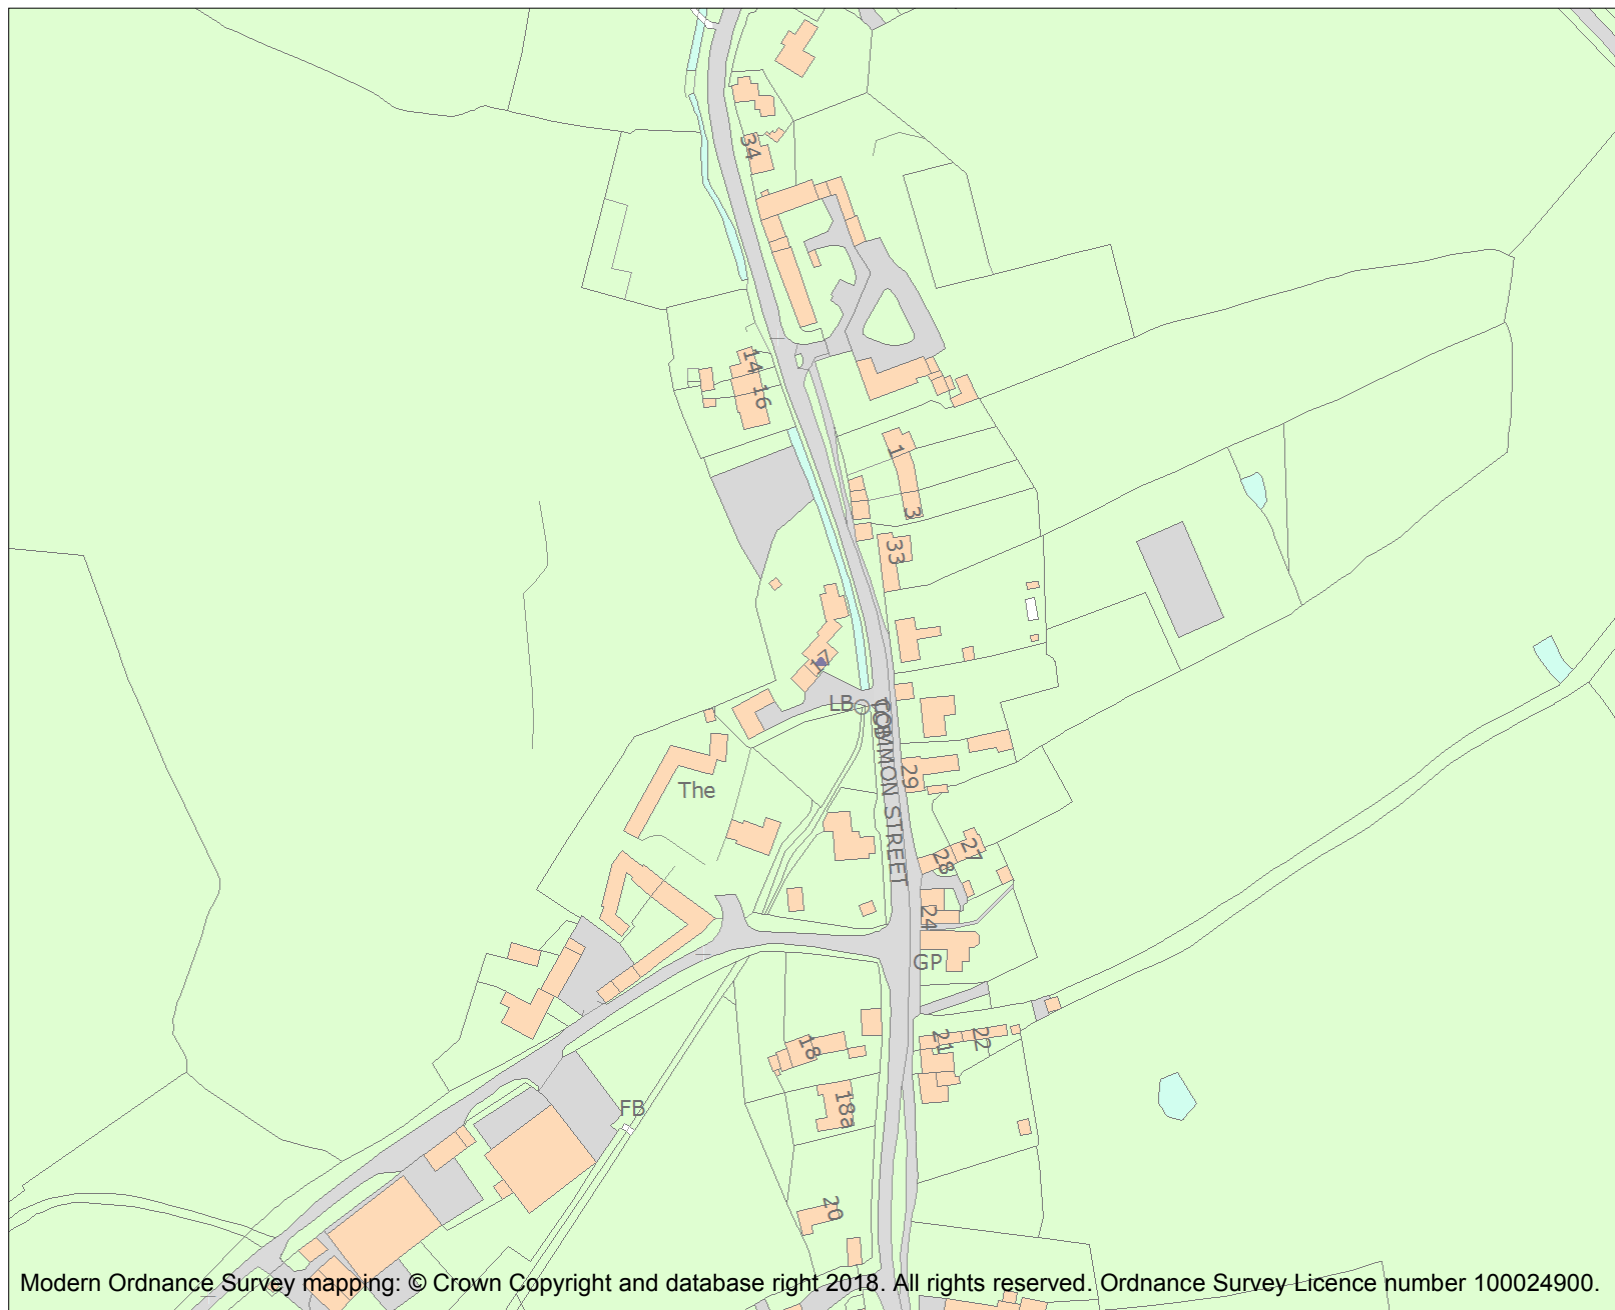 34
14
16
1
3
33
17
LB
TCB
COMMON STREET
29
The
28
27
24
GP
21
22
18
18a
FB
20
Modern Ordnance Survey mapping: © Crown Copyright and database right 2018. All rights reserved. Ordnance Survey Licence number 100024900.